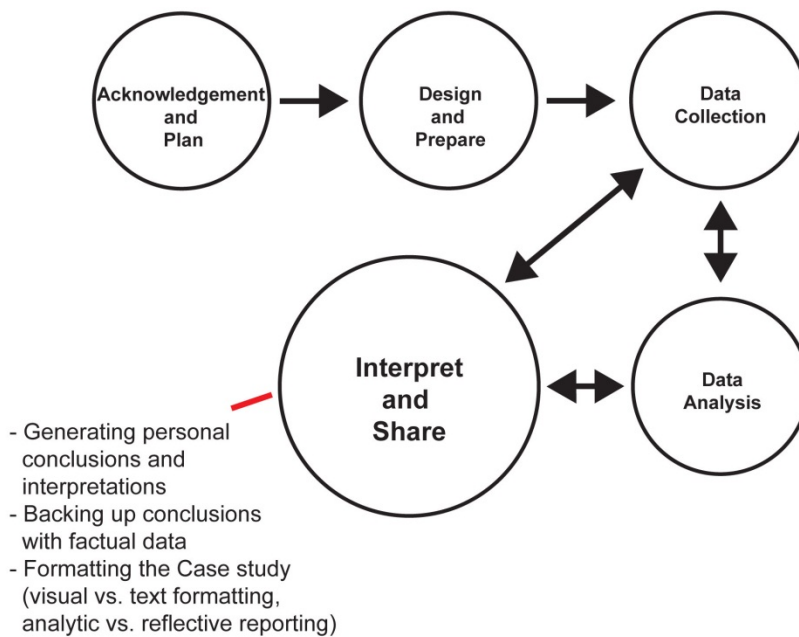 Acknowledgement
and
Plan
Design
and
Prepare
Data
Collection
Interpret
and
Share
Data
Analysis
- Generating personal
conclusions and
interpretations
- Backing up conclusions
with factual data
- Formatting the Case study
(visual vs. text formatting,
analytic vs. reflective reporting)